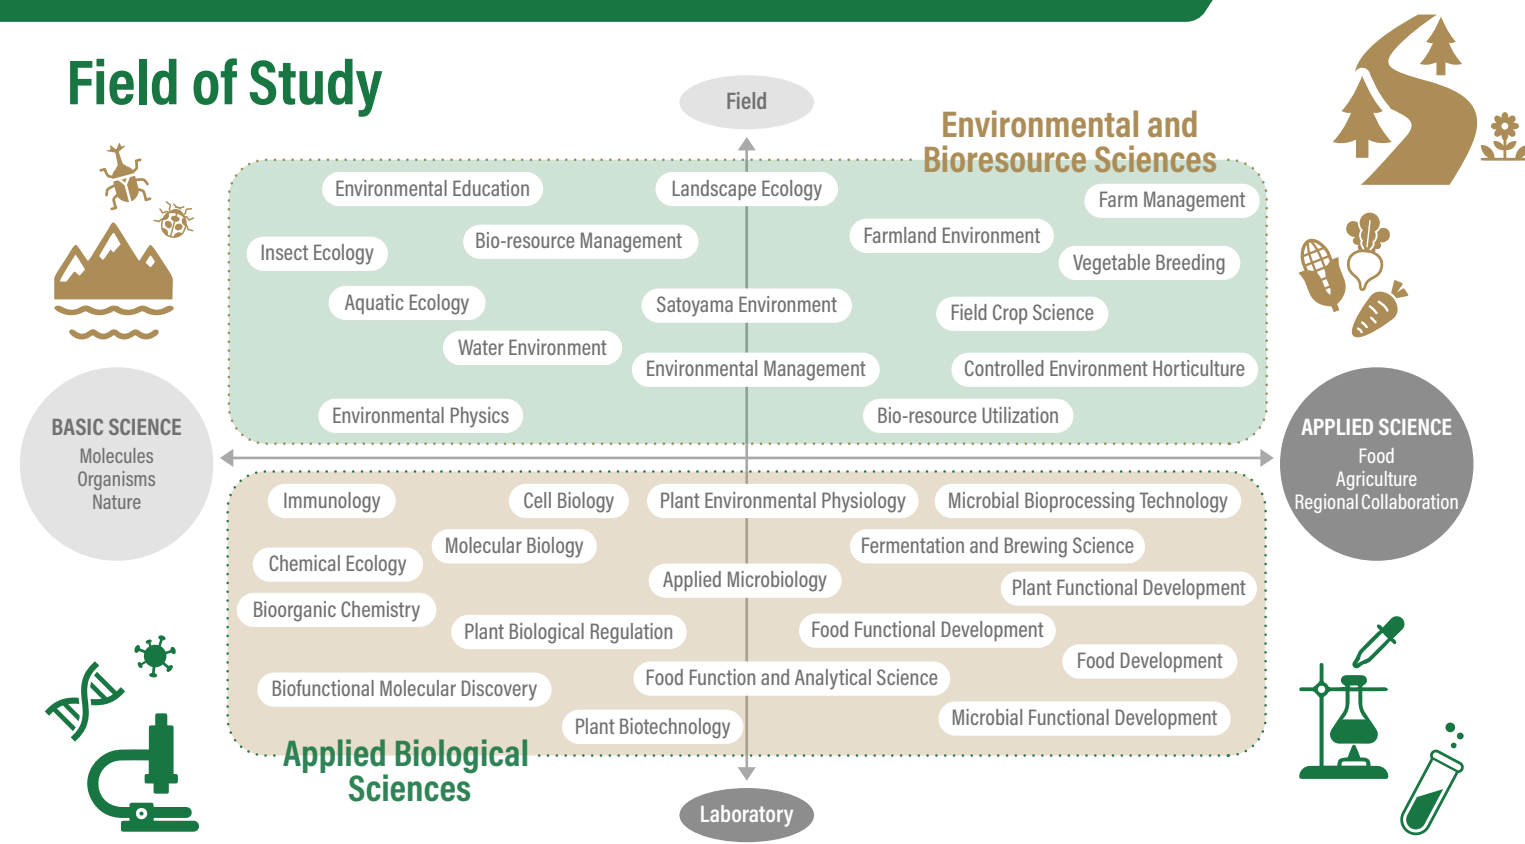 Field of Study
Field
Environmental and
Bioresource Sciences
Environmental Education
Landscape Ecology
Farm Management
Insect Ecology
Bio-resource Management
Farmland Environment
Vegetable Breeding
Aquatic Ecology
Satoyama Environment
Field Crop Science
Water Environment
Environmental Management
Controlled Environment Horticulture
Environmental Physics
Bio-resource Utilization
BASIC SCIENCE
Molecules
Organisms
Nature
APPLIED SCIENCE
Food
Agriculture
Regional Collaboration
Immunology
Cell Biology
Plant Environmental Physiology
Microbial Bioprocessing Technology
Molecular Biology
Fermentation and Brewing Science
Chemical Ecology
Applied Microbiology
Plant Functional Development
Bioorganic Chemistry
Plant Biological Regulation
Food Functional Development
Food Development
Biofunctional Molecular Discovery
Food Function and Analytical Science
Plant Biotechnology
Microbial Functional Development
Applied Biological
Sciences
Laboratory